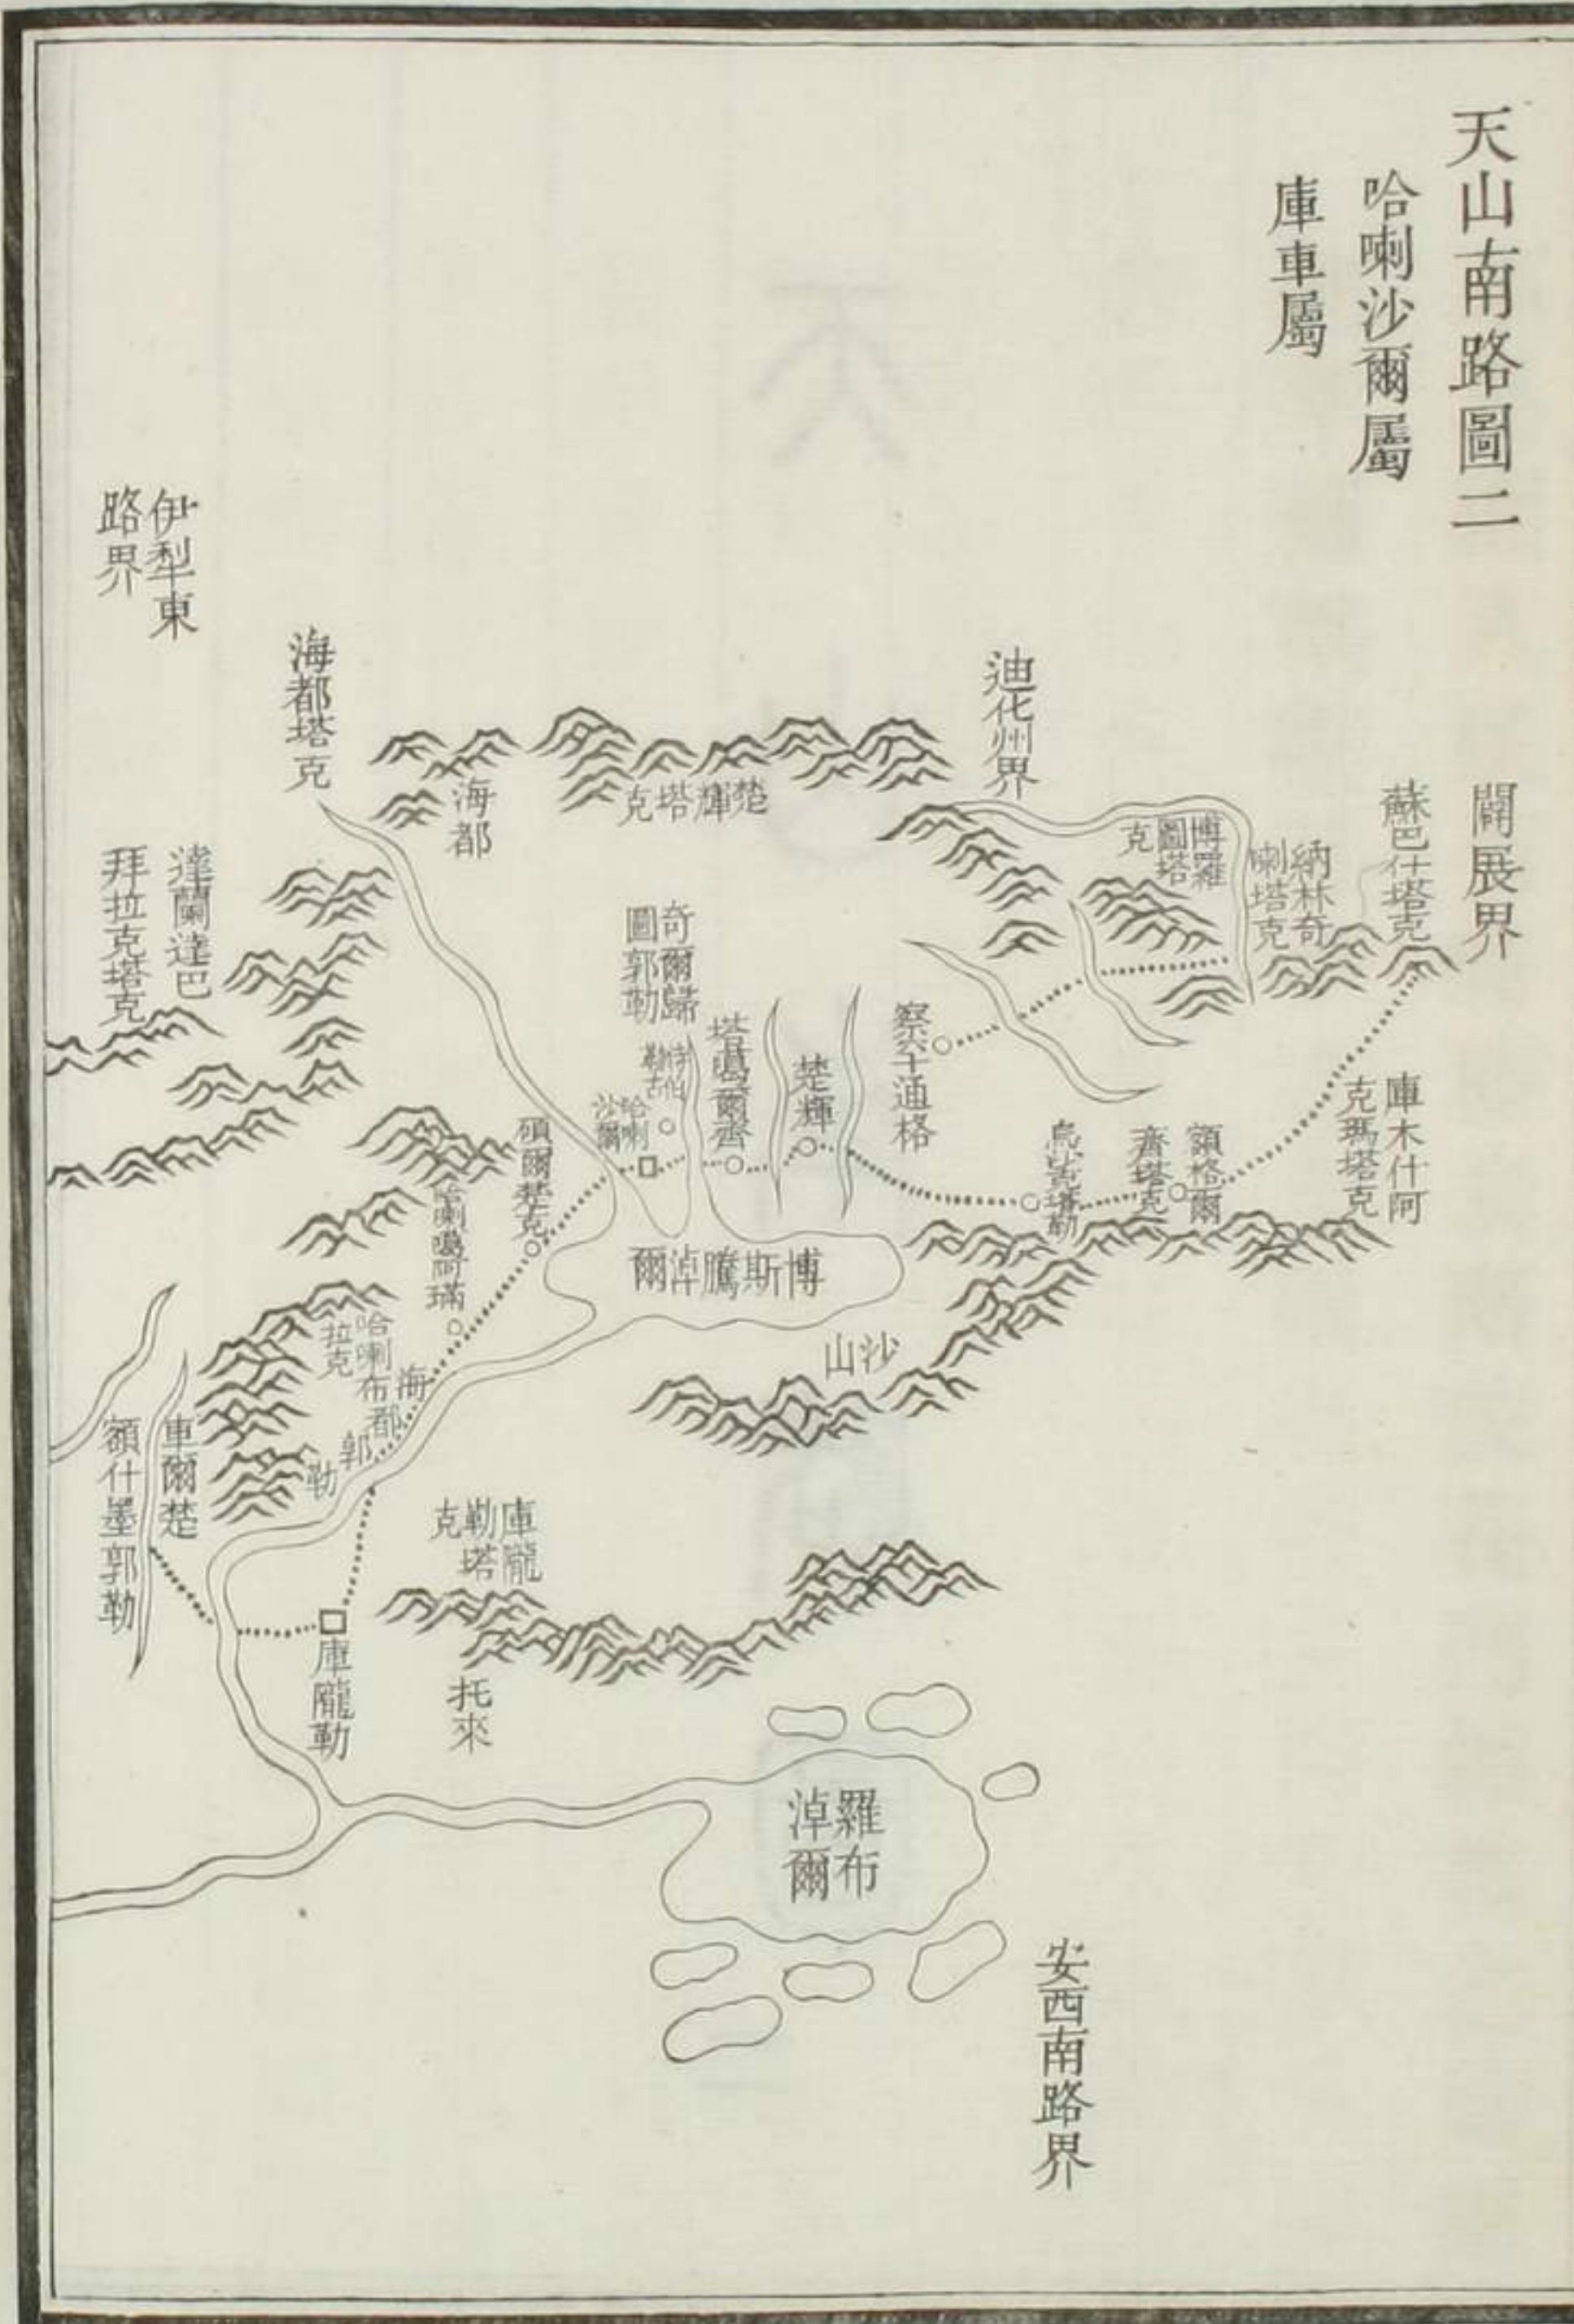 天山南路圖二
哈喇沙爾屬
庫車屬
闢展界
蘇巴什塔克
納林奇喇塔克
博羅圖塔克
迪化州界
庫木什阿克瑪塔克
額格爾齊塔克
烏沙克塔勒
察罕通格
楚輝
塔噶爾齊
特伯勒古
奇爾歸圖郭勒
哈喇沙爾
楚輝塔克
海都
海都塔克
伊犁東路界
達蘭達巴
拜拉克塔克
碩爾楚克
哈喇噶阿璊
博斯騰淖爾
沙山
哈喇布拉克
海都郭勒
車爾楚
額什墨郭勒
庫隴勒塔克
庫隴勒
托來
羅布淖爾
安西南路界